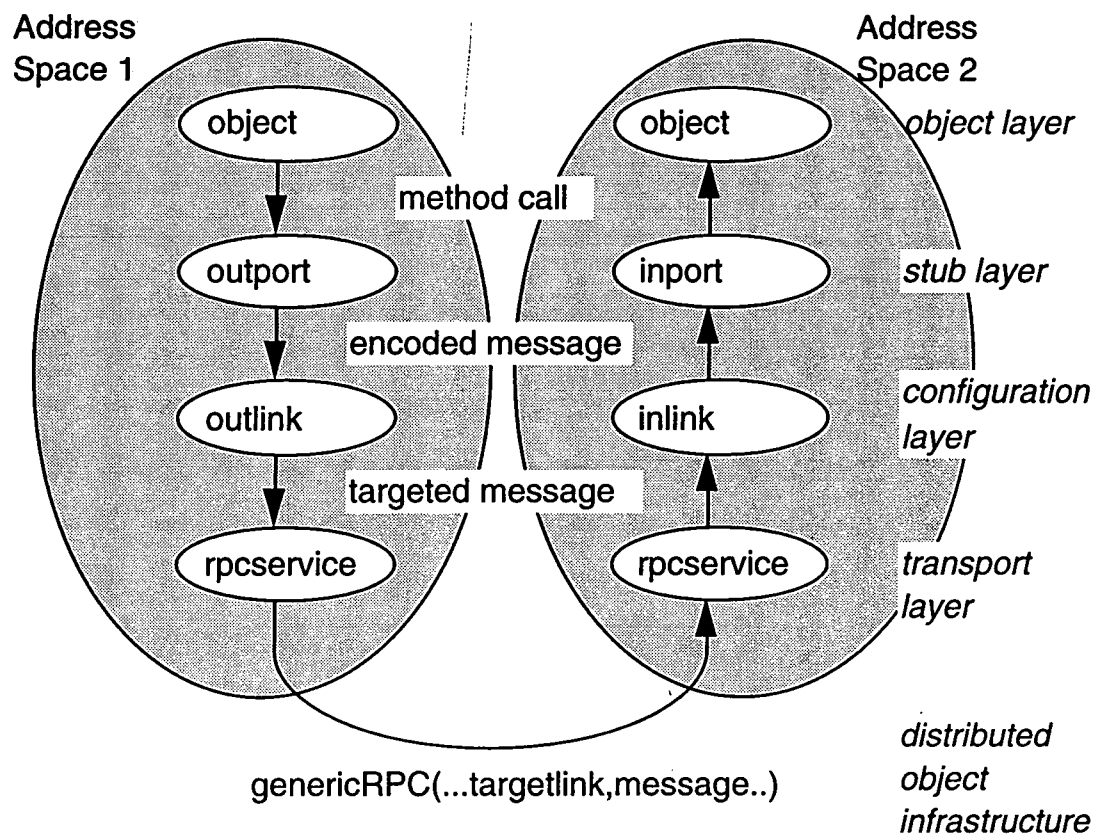 Address
Space 1
Address
Space 2
object
object
object layer
method call
outport
inport
stub layer
encoded message
outlink
inlink
configuration
layer
targeted message
rpcservice
rpcservice
transport
layer
genericRPC(...targetlink,message..)
distributed
object
infrastructure